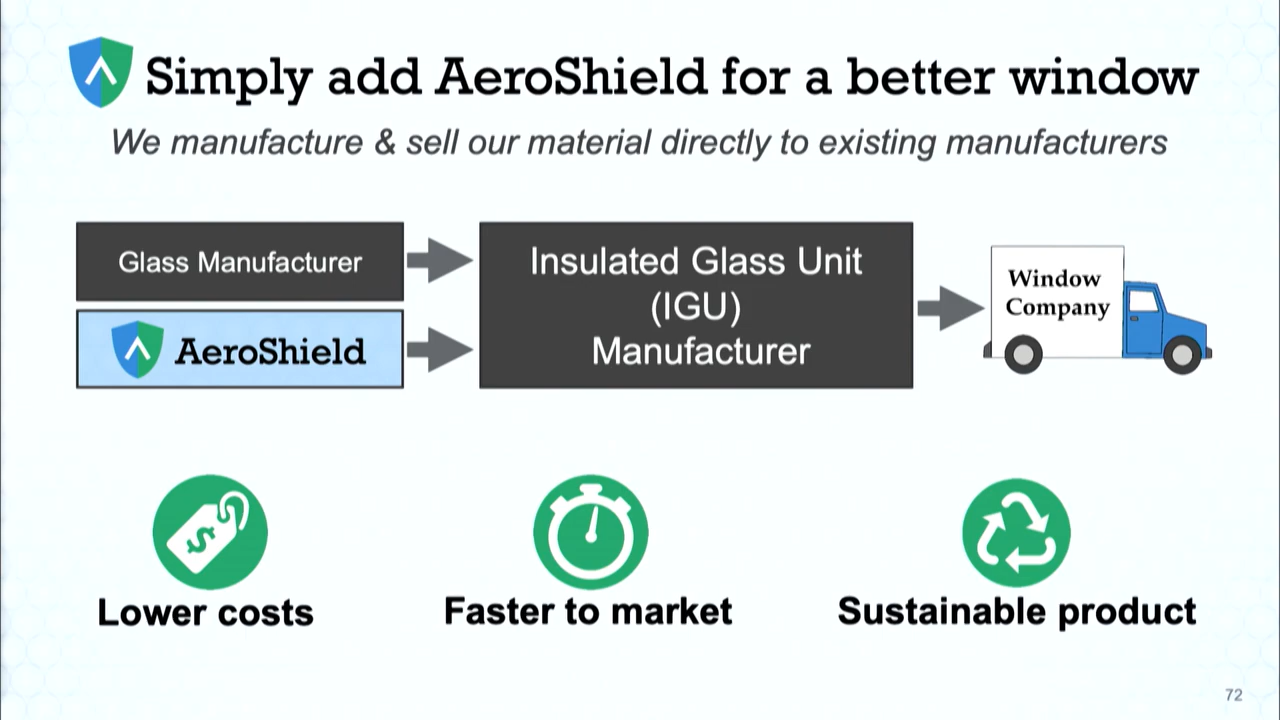 Simply add AeroShield for a better window
We manufacture & sell our material directly to existing manufacturers
Glass Manufacturer
AeroShield
Insulated Glass Unit
(IGU)
Manufacturer
Window
Company
$
Lower costs
Faster to market
Sustainable product
72